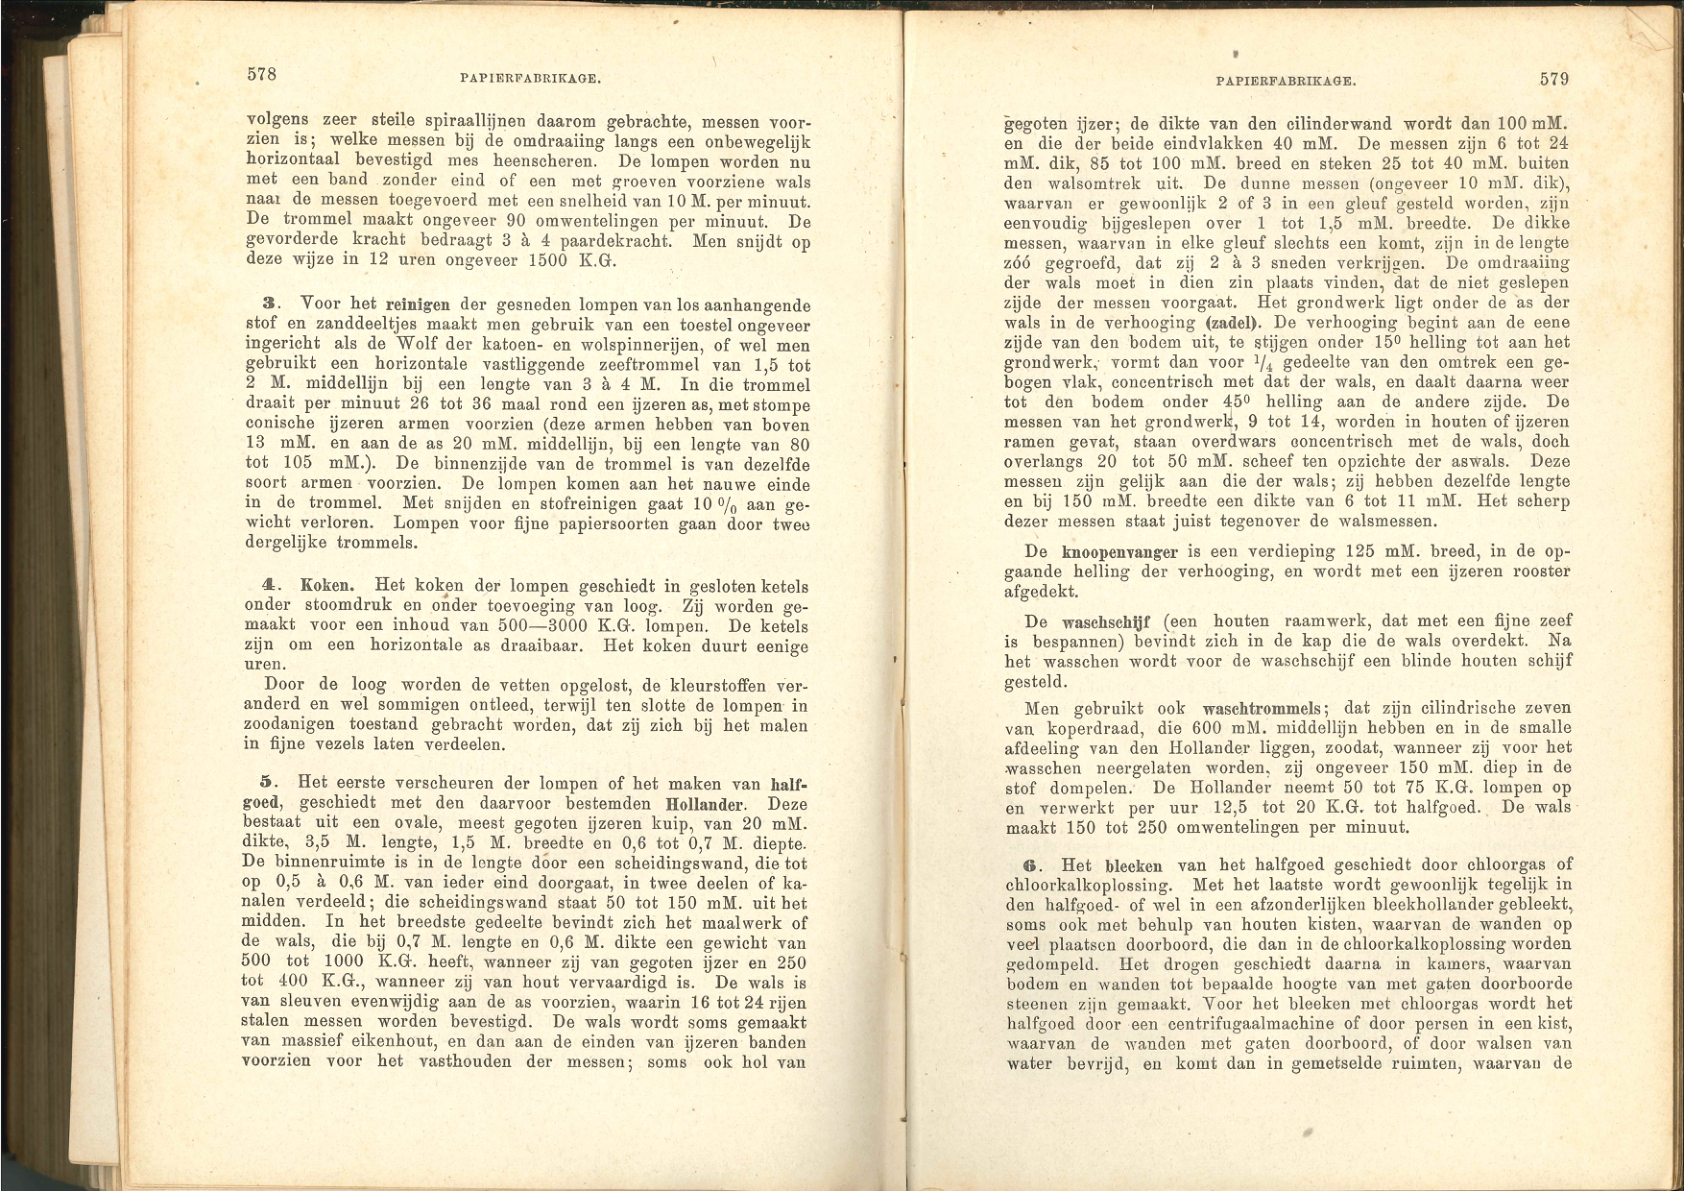 578
PAPIERFABRIKAGE.
volgens zeer steile spiraallijnen daarom gebrachte, messen voor-
zien is; welke messen bij de omdraaiing langs een onbewegelijk
horizontaal bevestigd mes heenscheren. De lompen worden nu
met een band zonder eind of een met groeven voorziene wals
naar de messen toegevoerd met een snelheid van 10 M. per minuut.
De trommel maakt ongeveer 90 omwentelingen per minuut. De
gevorderde kracht bedraagt 3 à 4 paardekracht. Men snijdt op
deze wijze in 12 uren ongeveer 1500 K.G.
3. Voor het reinigen der gesneden lompen van los aanhangende
stof en zanddeeltjes maakt men gebruik van een toestel ongeveer
ingericht als de Wolf der katoen- en wolspinnerijen, of wel men
gebruikt een horizontale vastliggende zeeftrommel van 1,5 tot
2 M. middellijn bij een lengte van 3 à 4 M. In die trommel
draait per minuut 26 tot 36 maal rond een ijzeren as, met stompe
conische ijzeren armen voorzien (deze armen hebben van boven
13 mM. en aan de as 20 mM. middellijn, bij een lengte van 80
tot 105 mM.). De binnenzijde van de trommel is van dezelfde
soort armen voorzien. De lompen komen aan het nauwe einde
in de trommel. Met snijden en stofreinigen gaat 10 % aan ge-
wicht verloren. Lompen voor fijne papiersoorten gaan door twee
dergelijke trommels.
4. Koken. Het koken der lompen geschiedt in gesloten ketels
onder stoomdruk en onder toevoeging van loog. Zij worden ge-
maakt voor een inhoud van 500—3000 K.G. lompen. De ketels
zijn om een horizontale as draaibaar. Het koken duurt eenige
uren.
Door de loog worden de vetten opgelost, de kleurstoffen ver-
anderd en wel sommigen ontleed, terwijl ten slotte de lompen in
zoodanigen toestand gebracht worden, dat zij zich bij het malen
in fijne vezels laten verdeelen.
5. Het eerste verscheuren der lompen of het maken van half-
goed, geschiedt met den daarvoor bestemden Hollander. Deze
bestaat uit een ovale, meest gegoten ijzeren kuip, van 20 mM.
dikte, 3,5 M. lengte, 1,5 M. breedte en 0,6 tot 0,7 M. diepte.
De binnenruimte is in de lengte door een scheidingswand, die tot
op 0,5 à 0,6 M. van ieder eind doorgaat, in twee deelen of ka-
nalen verdeeld; die scheidingswand staat 50 tot 150 mM. uit het
midden. In het breedste gedeelte bevindt zich het maalwerk of
de wals, die bij 0,7 M. lengte en 0,6 M. dikte een gewicht van
500 tot 1000 K.G. heeft, wanneer zij van gegoten ijzer en 250
tot 400 K.G., wanneer zij van hout vervaardigd is. De wals is
van sleuven evenwijdig aan de as voorzien, waarin 16 tot 24 rijen
stalen messen worden bevestigd. De wals wordt soms gemaakt
van massief eikenhout, en dan aan de einden van ijzeren banden
voorzien voor het vasthouden der messen; soms ook hol van
PAPIERFABRIKAGE.
579
gegoten ijzer; de dikte van den cilinderwand wordt dan 100 mM.
en die der beide eindvlakken 40 mM. De messen zijn 6 tot 24
mM. dik, 85 tot 100 mM. breed en steken 25 tot 40 mM. buiten
den walsomtrek uit. De dunne messen (ongeveer 10 mM. dik),
waarvan er gewoonlijk 2 of 3 in een gleuf gesteld worden, zijn
eenvoudig bijgeslepen over 1 tot 1,5 mM. breedte. De dikke
messen, waarvan in elke gleuf slechts een komt, zijn in de lengte
zóó gegroefd, dat zij 2 à 3 sneden verkrijgen. De omdraaiing
der wals moet in dien zin plaats vinden, dat de niet geslepen
zijde der messen voorgaat. Het grondwerk ligt onder de as der
wals in de verhooging (zadel). De verhooging begint aan de eene
zijde van den bodem uit, te stijgen onder 15º helling tot aan het
grondwerk, vormt dan voor 1/4 gedeelte van den omtrek een ge-
bogen vlak, concentrisch met dat der wals, en daalt daarna weer
tot den bodem onder 45º helling aan de andere zijde. De
messen van het grondwerk, 9 tot 14, worden in houten of ijzeren
ramen gevat, staan overdwars concentrisch met de wals, doch
overlangs 20 tot 50 mM. scheef ten opzichte der aswals. Deze
messen zijn gelijk aan die der wals; zij hebben dezelfde lengte
en bij 150 mM. breedte een dikte van 6 tot 11 mM. Het scherp
dezer messen staat juist tegenover de walsmessen.
De knoopenvanger is een verdieping 125 mM. breed, in de op-
gaande helling der verhooging, en wordt met een ijzeren rooster
afgedekt.
De waschschijf (een houten raamwerk, dat met een fijne zeef
is bespannen) bevindt zich in de kap die de wals overdekt. Na
het wasschen wordt voor de waschschijf een blinde houten schijf
gesteld.
Men gebruikt ook waschtrommels; dat zijn cilindrische zeven
van koperdraad, die 600 mM. middellijn hebben en in de smalle
afdeeling van den Hollander liggen, zoodat, wanneer zij voor het
wasschen neergelaten worden, zij ongeveer 150 mM. diep in de
stof dompelen. De Hollander neemt 50 tot 75 K.G. lompen op
en verwerkt per uur 12,5 tot 20 K.G. tot halfgoed. De wals
maakt 150 tot 250 omwentelingen per minuut.
6. Het bleeken van het halfgoed geschiedt door chloorgas of
chloorkalkoplossing. Met het laatste wordt gewoonlijk tegelijk in
den halfgoed- of wel in een afzonderlijken bleekhollander gebleekt,
soms ook met behulp van houten kisten, waarvan de wanden op
veel plaatsen doorboord, die dan in de chloorkalkoplossing worden
gedompeld. Het drogen geschiedt daarna in kamers, waarvan
bodem en wanden tot bepaalde hoogte van met gaten doorboorde
steenen zijn gemaakt. Voor het bleeken met chloorgas wordt het
halfgoed door een centrifugaalmachine of door persen in een kist,
waarvan de wanden met gaten doorboord, of door walsen van
water bevrijd, en komt dan in gemetselde ruimten, waarvan de